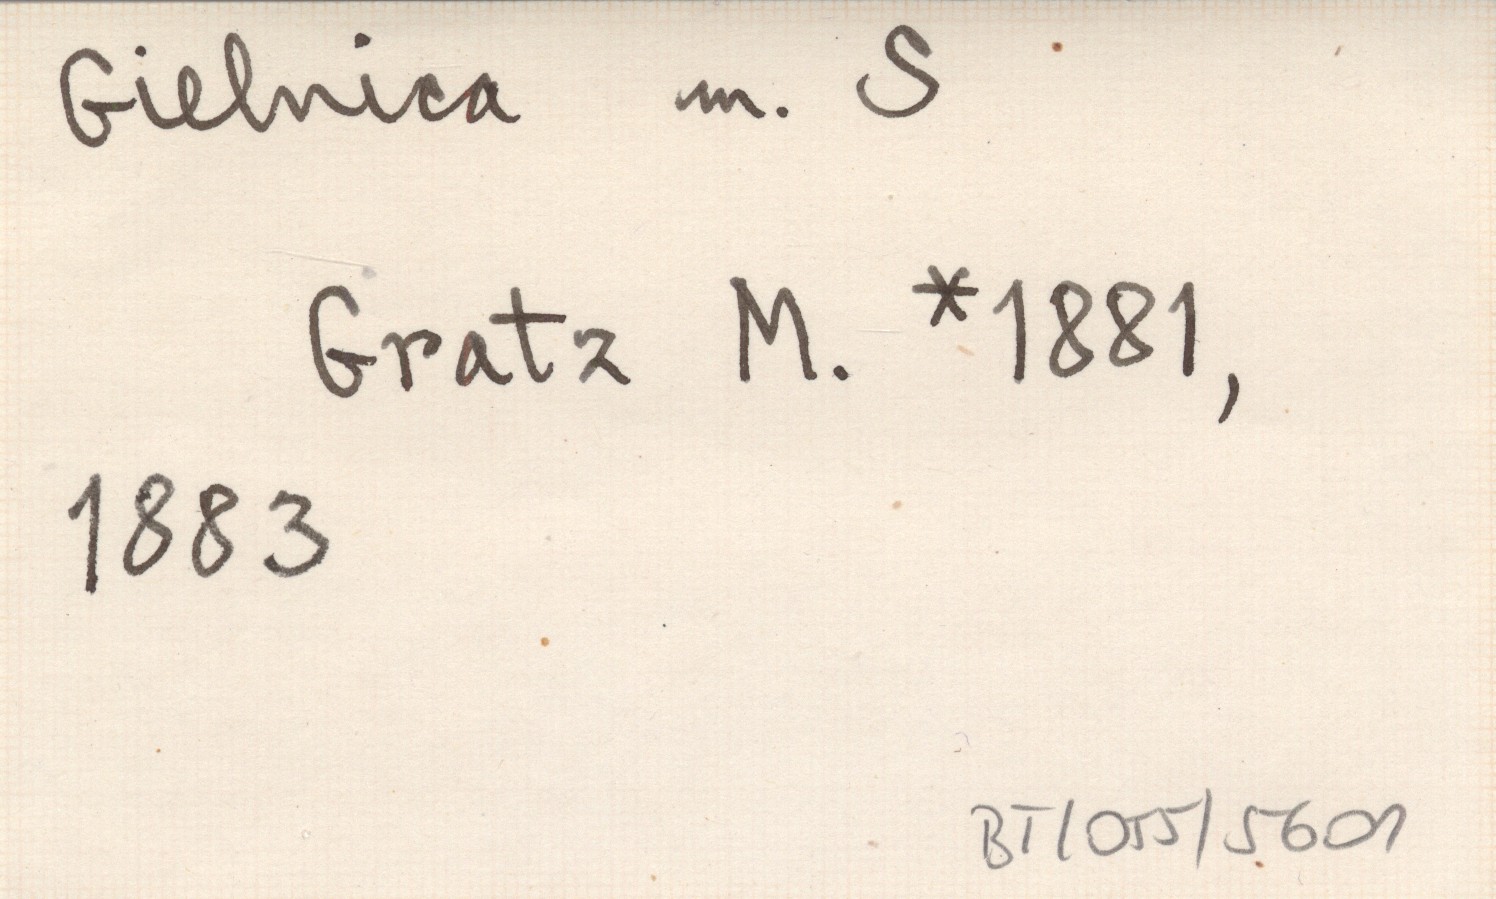 Gielnica m. S
Gratz M. *1881,
1883
BT/055/5601